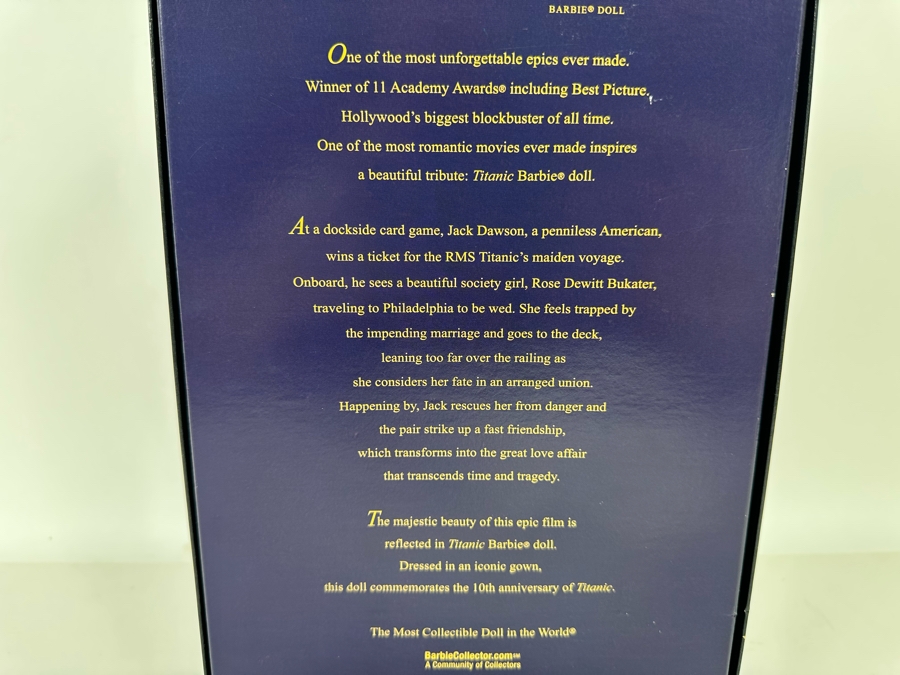 BARBIE® DOLL
One of the most unforgettable epics ever made.
Winner of 11 Academy Awards® including Best Picture.
Hollywood's biggest blockbuster of all time.
One of the most romantic movies ever made inspires
a beautiful tribute: Titanic Barbie® doll.
At a dockside card game, Jack Dawson, a penniless American,
wins a ticket for the RMS Titanic's maiden voyage.
Onboard, he sees a beautiful society girl, Rose Dewitt Bukater,
traveling to Philadelphia to be wed. She feels trapped by
the impending marriage and goes to the deck,
leaning too far over the railing as
she considers her fate in an arranged union.
Happening by, Jack rescues her from danger and
the pair strike up a fast friendship,
which transforms into the great love affair
that transcends time and tragedy.
The majestic beauty of this epic film is
reflected in Titanic Barbie® doll.
Dressed in an iconic gown,
this doll commemorates the 10th anniversary of Titanic.
The Most Collectible Doll in the World®
BarbieCollector.com℠
A Community of Collectors